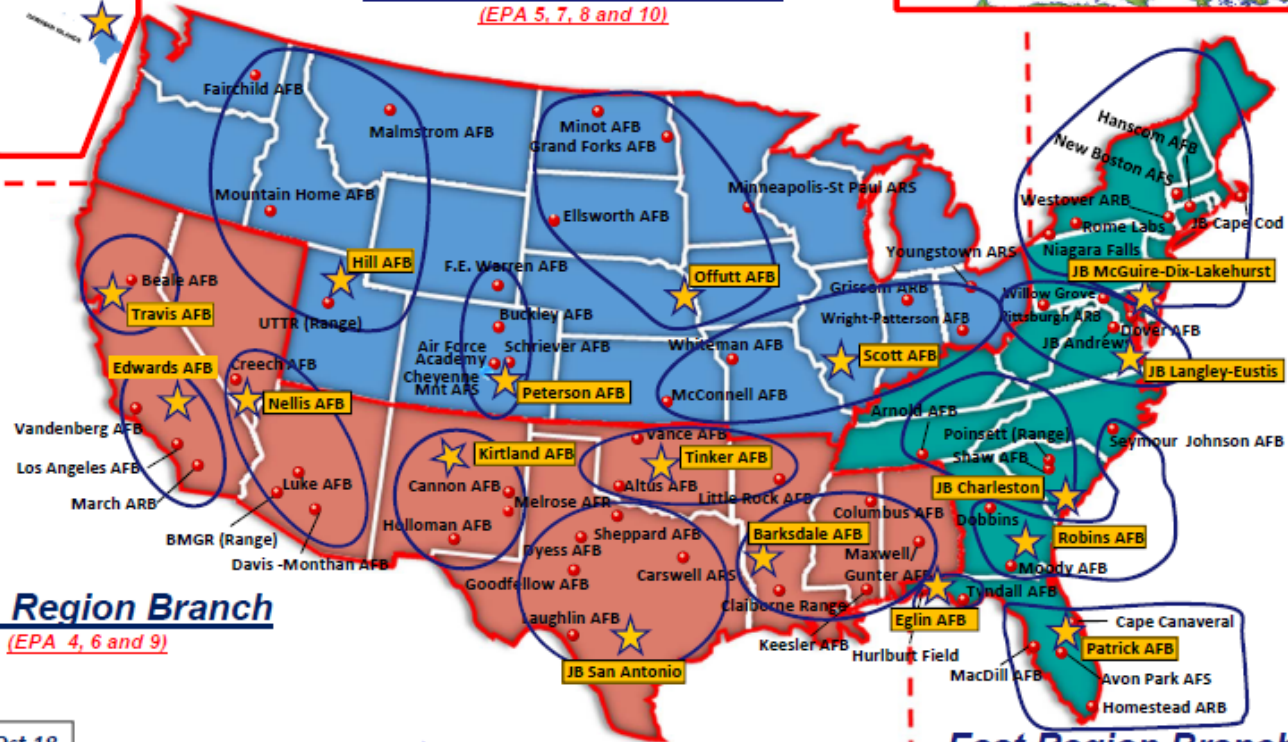 (EPA 5, 7, 8 and 10)
Fairchild AFB
Malmstrom AFB
Minot AFB
Grand Forks AFB
Hanscom AFB
New Boston AFS
Mountain Home AFB
Ellsworth AFB
Minneapolis-St Paul ARS
Westover ARB
Rome Labs
JB Cape Cod
Niagara Falls
Youngstown ARS
Hill AFB
F.E. Warren AFB
Offutt AFB
JB McGuire-Dix-Lakehurst
Beale AFB
Grissom ARB
Willow Grove
Travis AFB
UTTR (Range)
Buckley AFB
Wright-Patterson AFB
Pittsburgh ARB
Dover AFB
JB Andrews
Air Force
Academy
Schriever AFB
Whiteman AFB
Scott AFB
Creech AFB
Edwards AFB
Cheyenne
Mnt AFS
JB Langley-Eustis
Peterson AFB
McConnell AFB
Nellis AFB
Arnold AFB
Vandenberg AFB
Vance AFB
Poinsett (Range)
Seymour Johnson AFB
Kirtland AFB
Tinker AFB
Shaw AFB
Los Angeles AFB
Luke AFB
Cannon AFB
Altus AFB
Little Rock AFB
JB Charleston
March ARB
Melrose AFR
Columbus AFB
Dobbins
Holloman AFB
Sheppard AFB
Barksdale AFB
Robins AFB
BMGR (Range)
Dyess AFB
Maxwell/
Gunter AFB
Davis -Monthan AFB
Carswell ARS
Moody AFB
Goodfellow AFB
Tyndall AFB
Claiborne Range
Region Branch
Laughlin AFB
Eglin AFB
Cape Canaveral
(EPA 4, 6 and 9)
Keesler AFB
Hurlburt Field
Patrick AFB
JB San Antonio
MacDill AFB
Avon Park AFS
Homestead ARB
East Region Branch